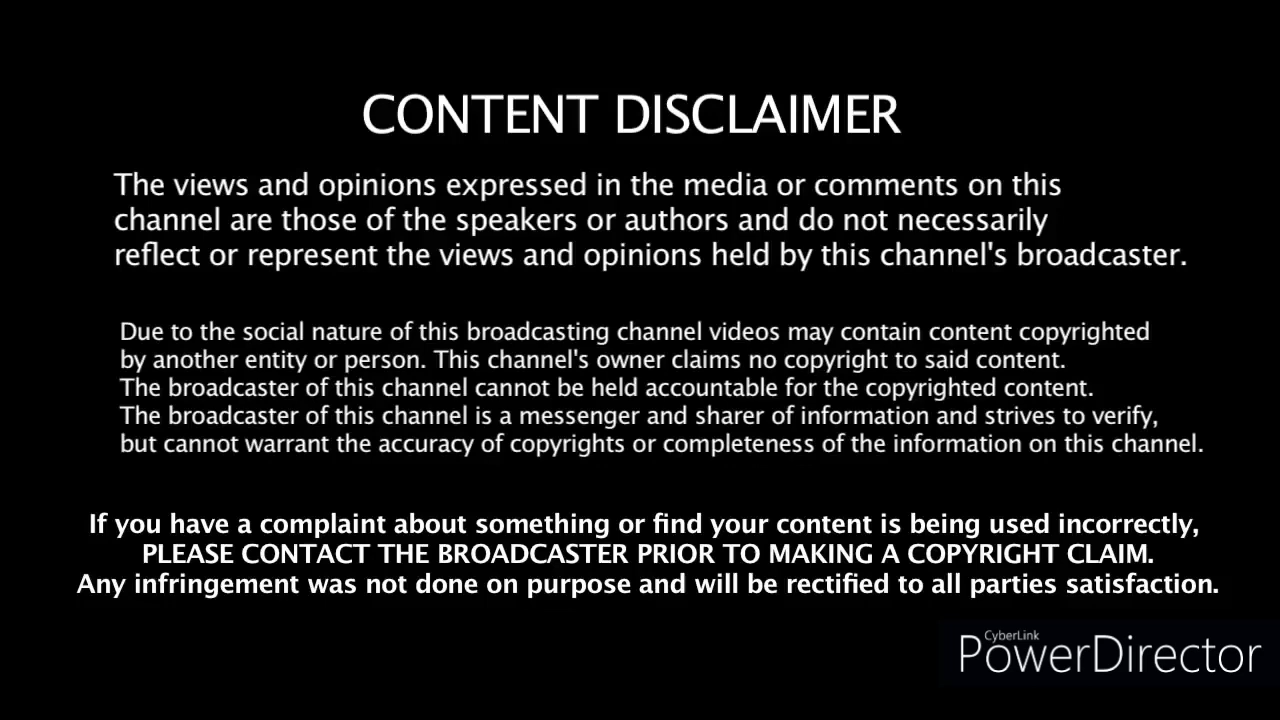 CONTENT DISCLAIMER
The views and opinions expressed in the media or comments on this
channel are those of the speakers or authors and do not necessarily
reflect or represent the views and opinions held by this channel's broadcaster.
Due to the social nature of this broadcasting channel videos may contain content copyrighted
by another entity or person. This channel's owner claims no copyright to said content.
The broadcaster of this channel cannot be held accountable for the copyrighted content.
The broadcaster of this channel is a messenger and sharer of information and strives to verify,
but cannot warrant the accuracy of copyrights or completeness of the information on this channel.
If you have a complaint about something or find your content is being used incorrectly,
PLEASE CONTACT THE BROADCASTER PRIOR TO MAKING A COPYRIGHT CLAIM.
Any infringement was not done on purpose and will be rectified to all parties satisfaction.
CyberLink
PowerDirector